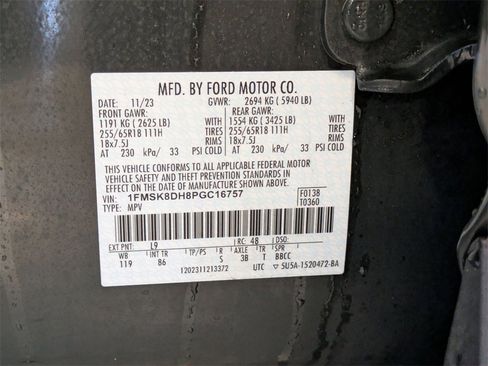 MFD. BY FORD MOTOR CO.
DATE: 11/23 GVWR: 2694 KG ( 5940 LB)
FRONT GAWR: REAR GAWR:
1191 KG ( 2625 LB) WITH 1554 KG ( 3425 LB) WITH
255/65R18 111H TIRES 255/65R18 111H TIRES
18x7.5J RIMS 18x7.5J RIMS
AT 230 kPa/ 33 PSI COLD AT 230 kPa/ 33 PSI COLD
THIS VEHICLE CONFORMS TO ALL APPLICABLE FEDERAL MOTOR
VEHICLE SAFETY AND THEFT PREVENTION STANDARDS IN EFFECT ON THE
DATE OF MANUFACTURE SHOWN ABOVE.
VIN: 1FMSK8DH8PGC16757 F0138
TYPE: MPV T0360
EXT PNT: L9 RC: 48 DSO:
WB INT TR TP/PS R AXLE TR SPR
119 86 S 3B T BBCC
1202311213372 UTC 5U5A-1520472-BA